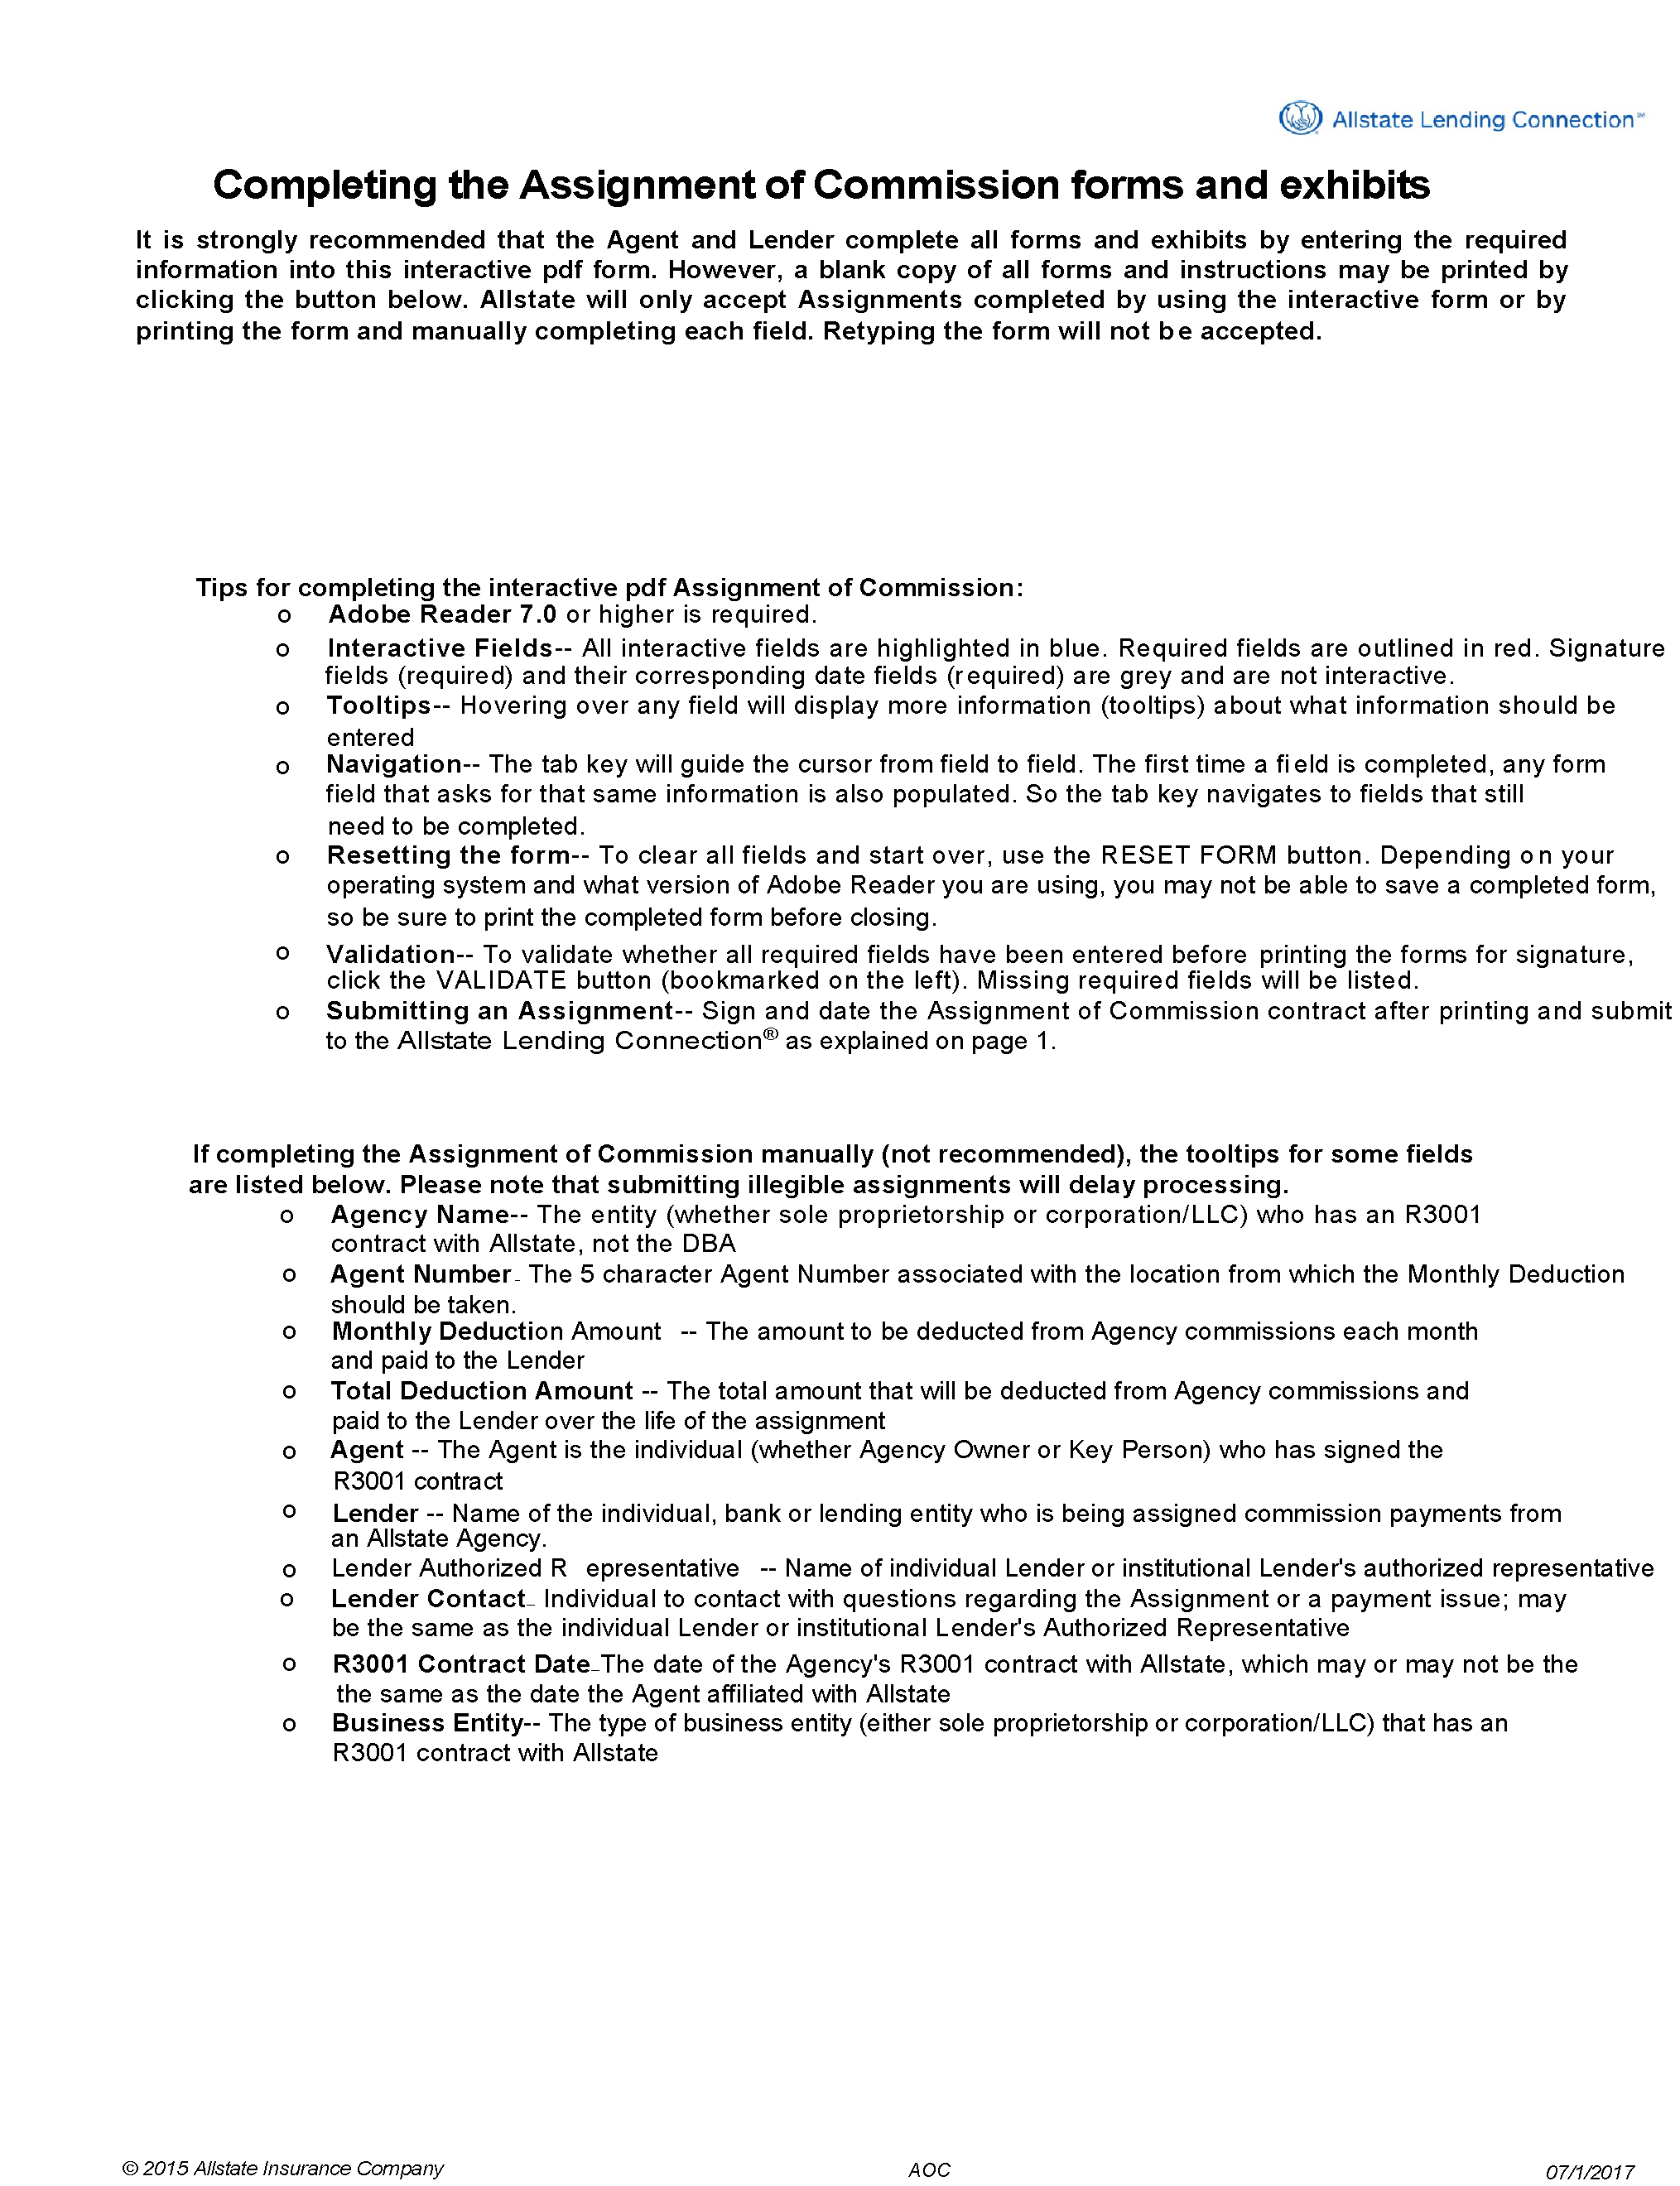 Allstate Lending Connection℠
Completing the Assignment of Commission forms and exhibits
It is strongly recommended that the Agent and Lender complete all forms and exhibits by entering the required
information into this interactive pdf form. However, a blank copy of all forms and instructions may be printed by
clicking the button below. Allstate will only accept Assignments completed by using the interactive form or by
printing the form and manually completing each field. Retyping the form will not be accepted.
Tips for completing the interactive pdf Assignment of Commission:
o Adobe Reader 7.0 or higher is required.
o Interactive Fields-- All interactive fields are highlighted in blue. Required fields are outlined in red. Signature
fields (required) and their corresponding date fields (required) are grey and are not interactive.
o Tooltips-- Hovering over any field will display more information (tooltips) about what information should be
entered
o Navigation-- The tab key will guide the cursor from field to field. The first time a field is completed, any form
field that asks for that same information is also populated. So the tab key navigates to fields that still
need to be completed.
o Resetting the form-- To clear all fields and start over, use the RESET FORM button. Depending on your
operating system and what version of Adobe Reader you are using, you may not be able to save a completed form,
so be sure to print the completed form before closing.
o Validation-- To validate whether all required fields have been entered before printing the forms for signature,
click the VALIDATE button (bookmarked on the left). Missing required fields will be listed.
o Submitting an Assignment-- Sign and date the Assignment of Commission contract after printing and submit
to the Allstate Lending Connection® as explained on page 1.
If completing the Assignment of Commission manually (not recommended), the tooltips for some fields
are listed below. Please note that submitting illegible assignments will delay processing.
o Agency Name-- The entity (whether sole proprietorship or corporation/LLC) who has an R3001
contract with Allstate, not the DBA
o Agent Number- The 5 character Agent Number associated with the location from which the Monthly Deduction
should be taken.
o Monthly Deduction Amount -- The amount to be deducted from Agency commissions each month
and paid to the Lender
o Total Deduction Amount -- The total amount that will be deducted from Agency commissions and
paid to the Lender over the life of the assignment
o Agent -- The Agent is the individual (whether Agency Owner or Key Person) who has signed the
R3001 contract
o Lender -- Name of the individual, bank or lending entity who is being assigned commission payments from
an Allstate Agency.
o Lender Authorized R epresentative -- Name of individual Lender or institutional Lender's authorized representative
o Lender Contact- Individual to contact with questions regarding the Assignment or a payment issue; may
be the same as the individual Lender or institutional Lender's Authorized Representative
o R3001 Contract Date-The date of the Agency's R3001 contract with Allstate, which may or may not be the
the same as the date the Agent affiliated with Allstate
o Business Entity-- The type of business entity (either sole proprietorship or corporation/LLC) that has an
R3001 contract with Allstate
© 2015 Allstate Insurance Company AOC 07/1/2017